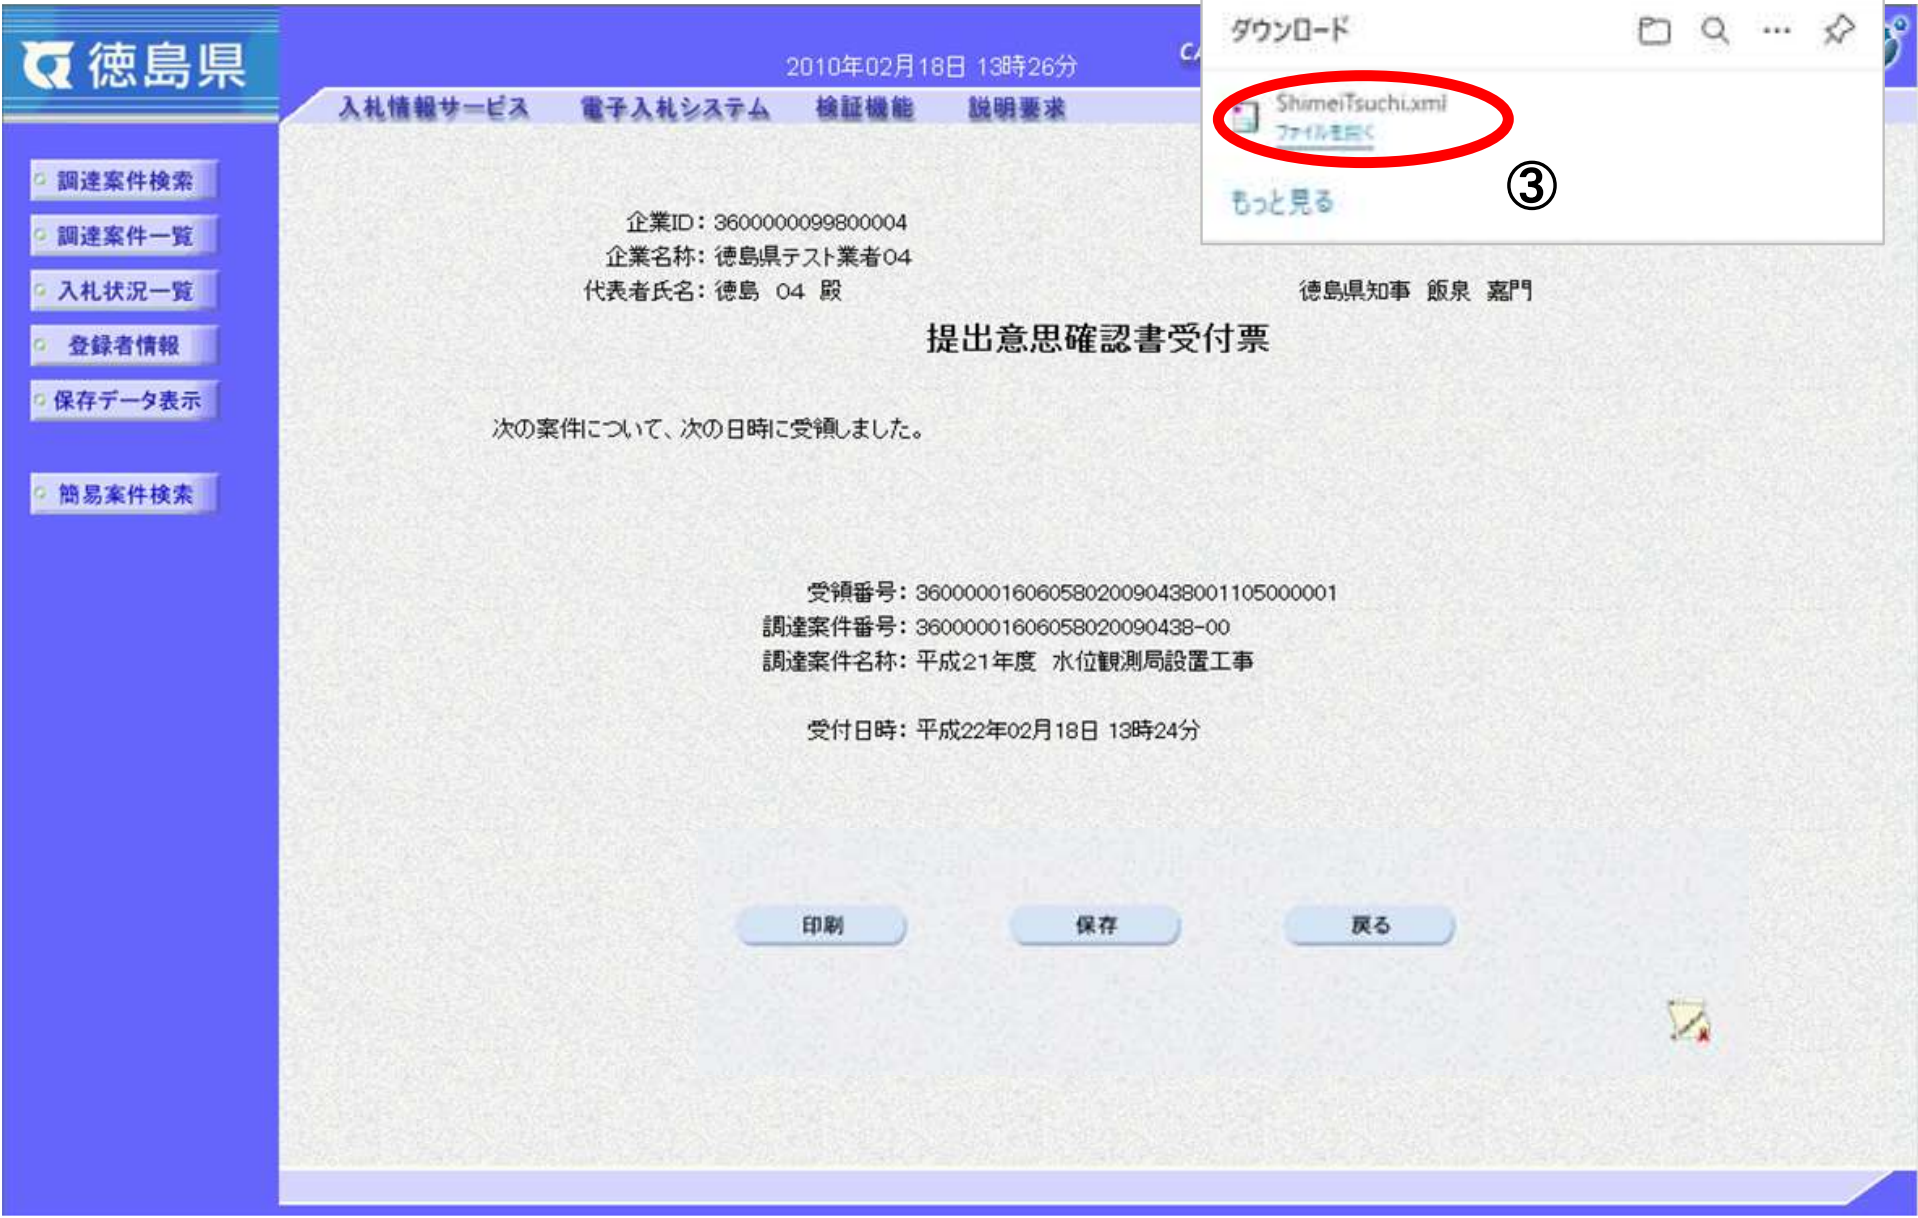 徳島県
2010年02月18日 13時26分
CA
入札情報サービス 電子入札システム 検証機能 説明要求
ダウンロード
ShimeiTsuchi.xml
ファイルを開く
もっと見る
③
調達案件検索
調達案件一覧
入札状況一覧
登録者情報
保存データ表示
簡易案件検索
企業ID：3600000099800004
企業名称：徳島県テスト業者04
代表者氏名：徳島 04 殿
徳島県知事 飯泉 嘉門
提出意思確認書受付票
次の案件について、次の日時に受領しました。
受領番号：36000001606058020090438001105000001
調達案件番号：36000001606058020090438-00
調達案件名称：平成21年度 水位観測局設置工事
受付日時：平成22年02月18日 13時24分
印刷 保存 戻る